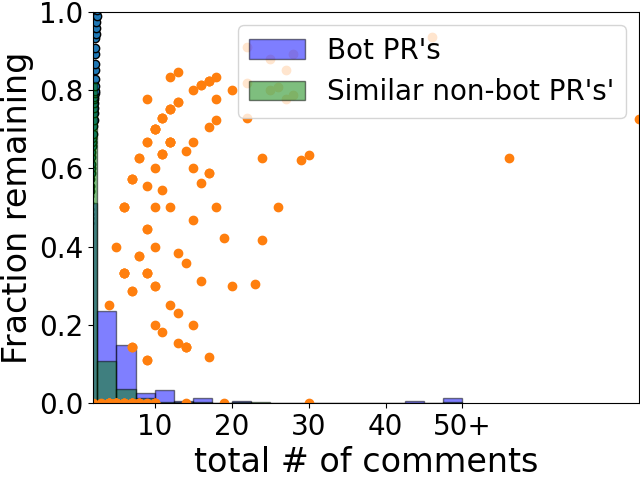 1.0
0.8
0.6
0.4
0.2
0.0
Fraction remaining
Bot PR's
Similar non-bot PR's'
10 20 30 40 50+
total # of comments